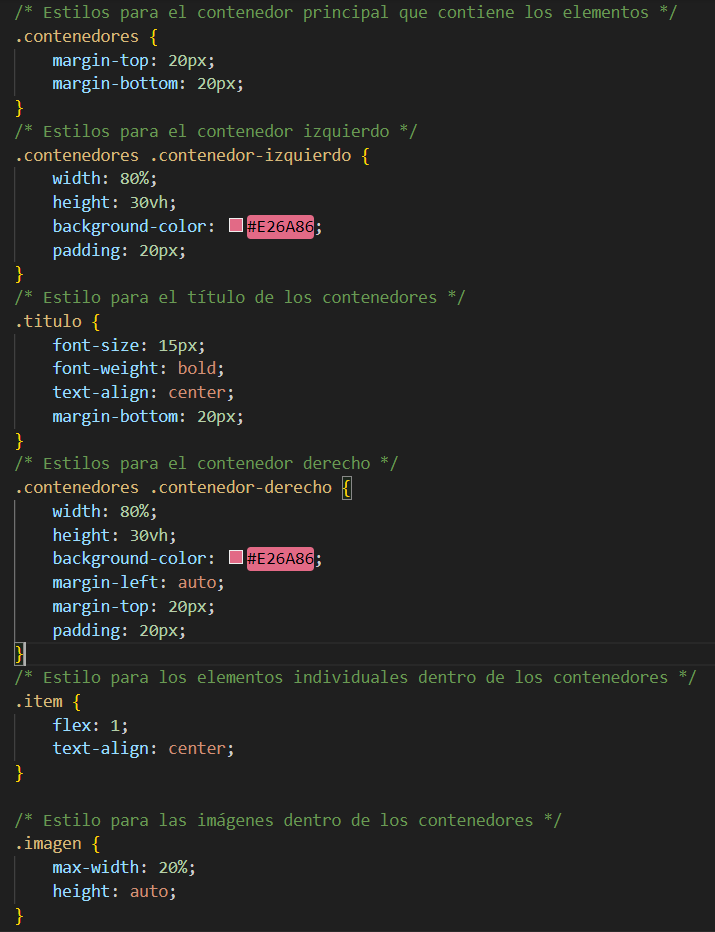 /* Estilos para el contenedor principal que contiene los elementos */
.contenedores {
    margin-top: 20px;
    margin-bottom: 20px;
}
/* Estilos para el contenedor izquierdo */
.contenedores .contenedor-izquierdo {
    width: 80%;
    height: 30vh;
    background-color: #E26A86;
    padding: 20px;
}
/* Estilo para el título de los contenedores */
.titulo {
    font-size: 15px;
    font-weight: bold;
    text-align: center;
    margin-bottom: 20px;
}
/* Estilos para el contenedor derecho */
.contenedores .contenedor-derecho {
    width: 80%;
    height: 30vh;
    background-color: #E26A86;
    margin-left: auto;
    margin-top: 20px;
    padding: 20px;
}
/* Estilo para los elementos individuales dentro de los contenedores */
.item {
    flex: 1;
    text-align: center;
}

/* Estilo para las imágenes dentro de los contenedores */
.imagen {
    max-width: 20%;
    height: auto;
}